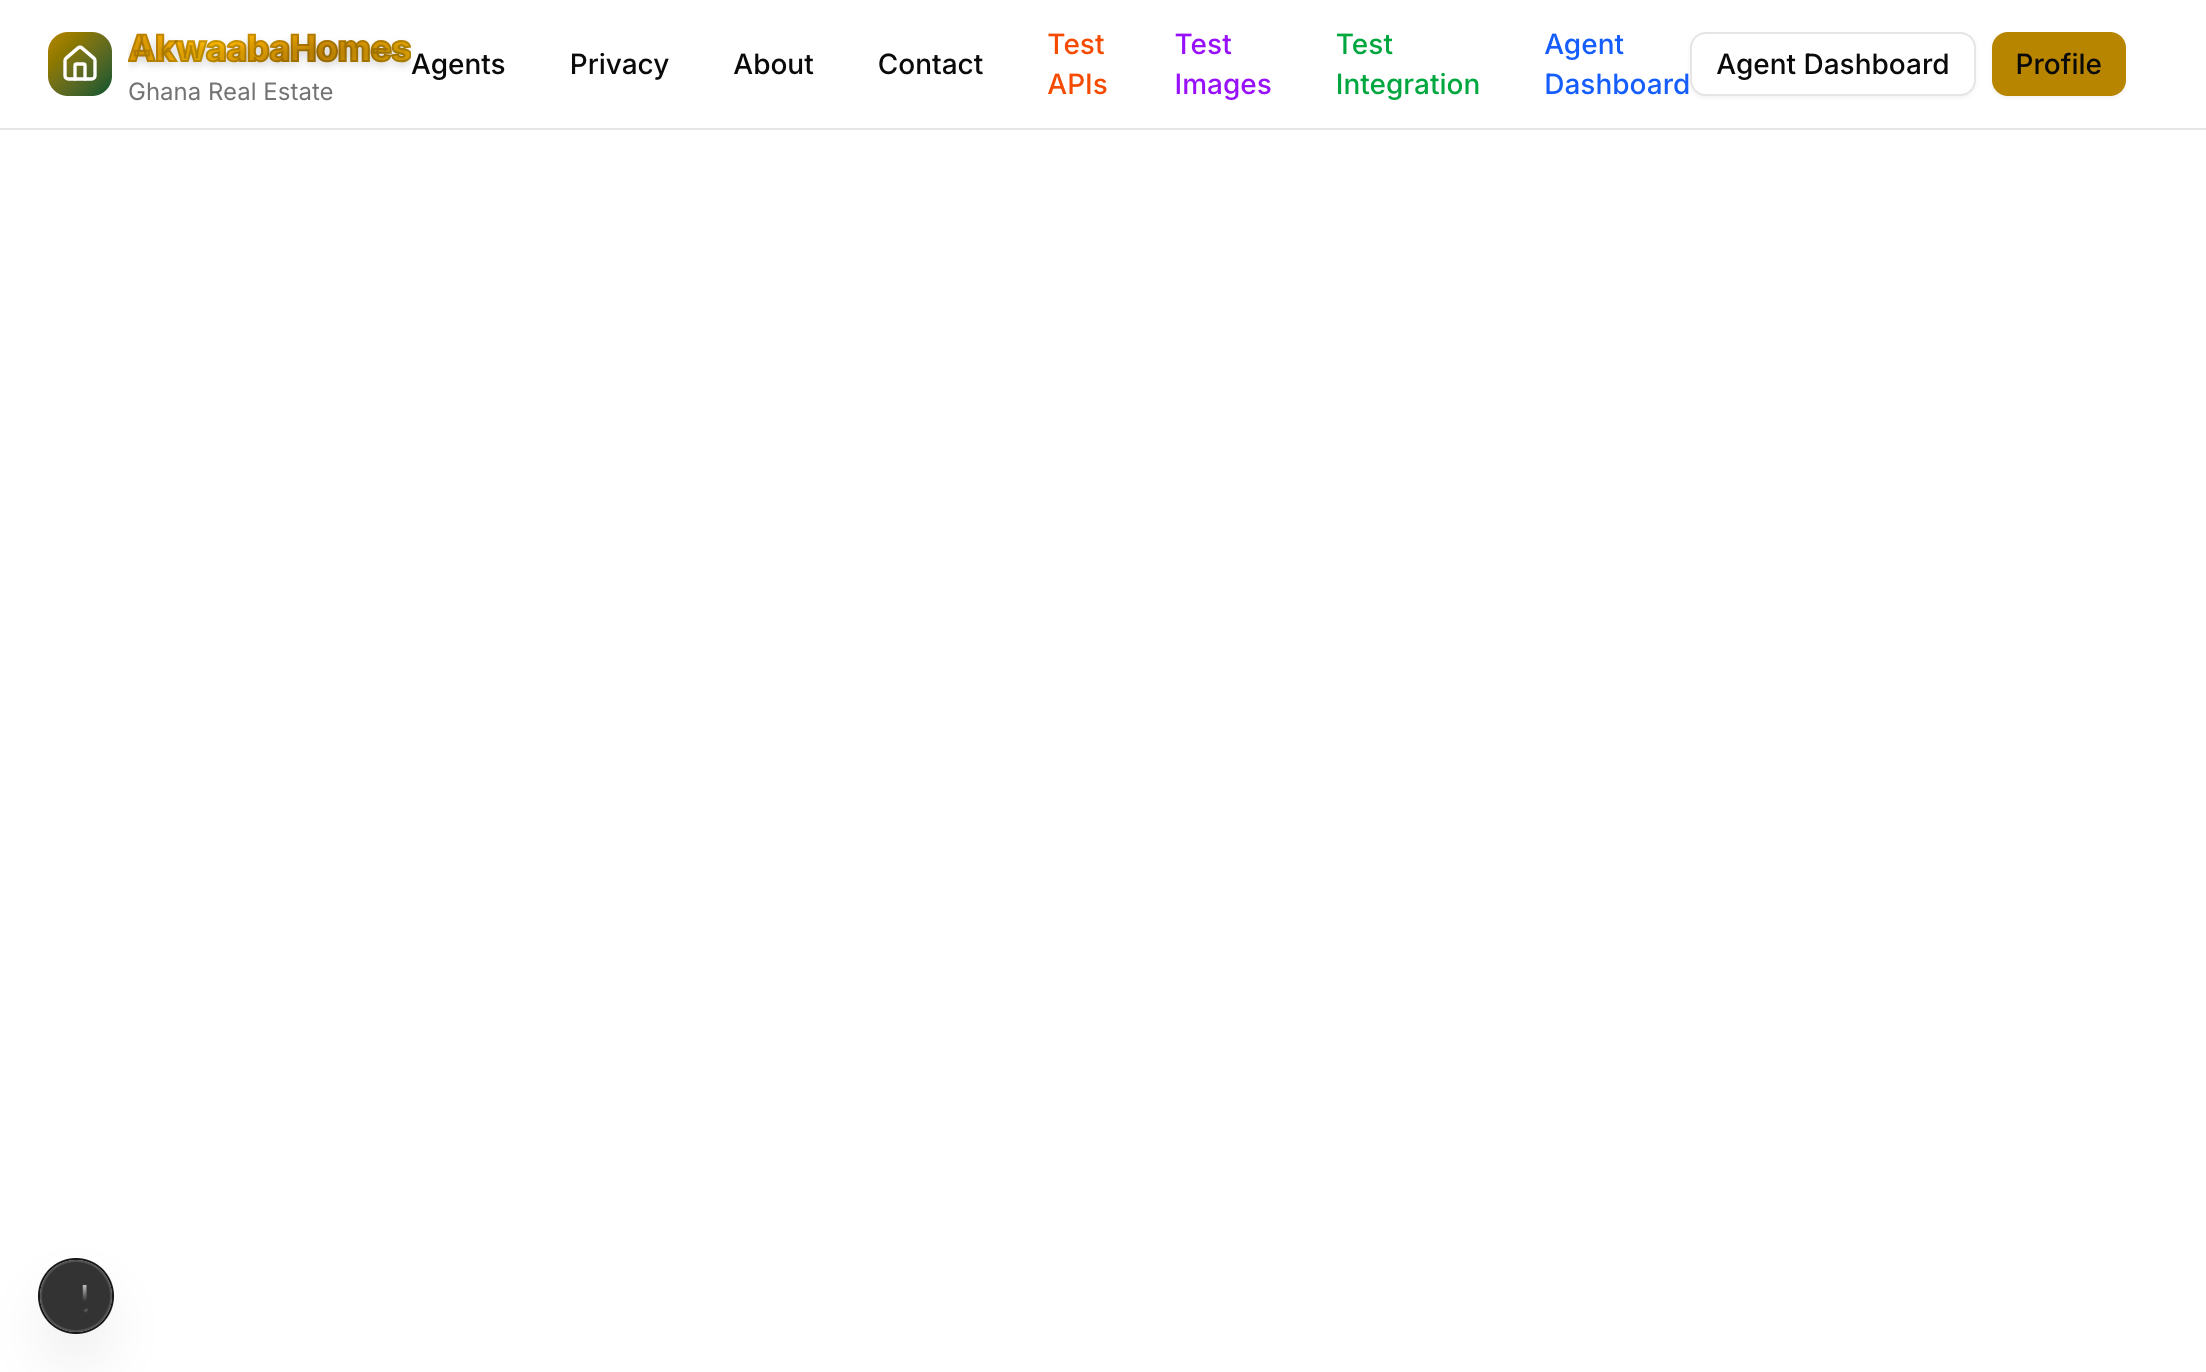 AkwaabaHomes
Ghana Real Estate
Agents
Privacy
About
Contact
Test
APIs
Test
Images
Test
Integration
Agent
Dashboard
Agent Dashboard
Profile